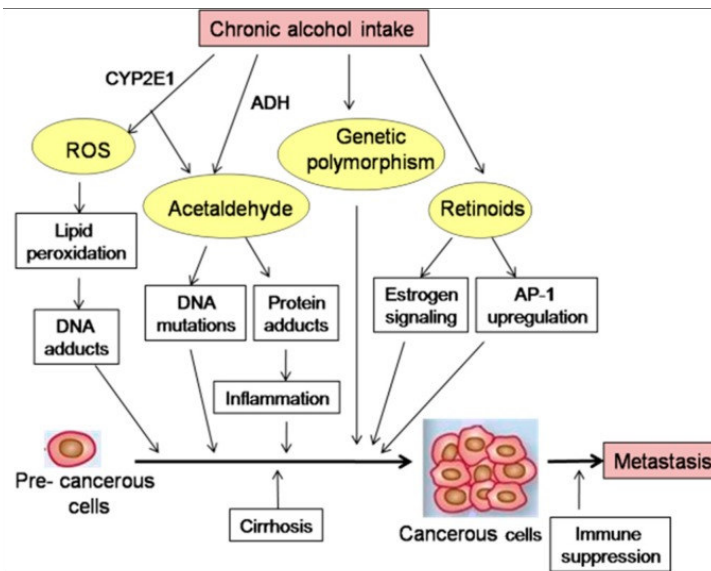 Chronic alcohol intake
CYP2E1
ADH
ROS
Genetic
polymorphism
Acetaldehyde
Retinoids
Lipid
peroxidation
DNA
mutations
Protein
adducts
Estrogen
signaling
AP-1
upregulation
DNA
adducts
Inflammation
Pre- cancerous
cells
Cirrhosis
Cancerous cells
Metastasis
Immune
suppression